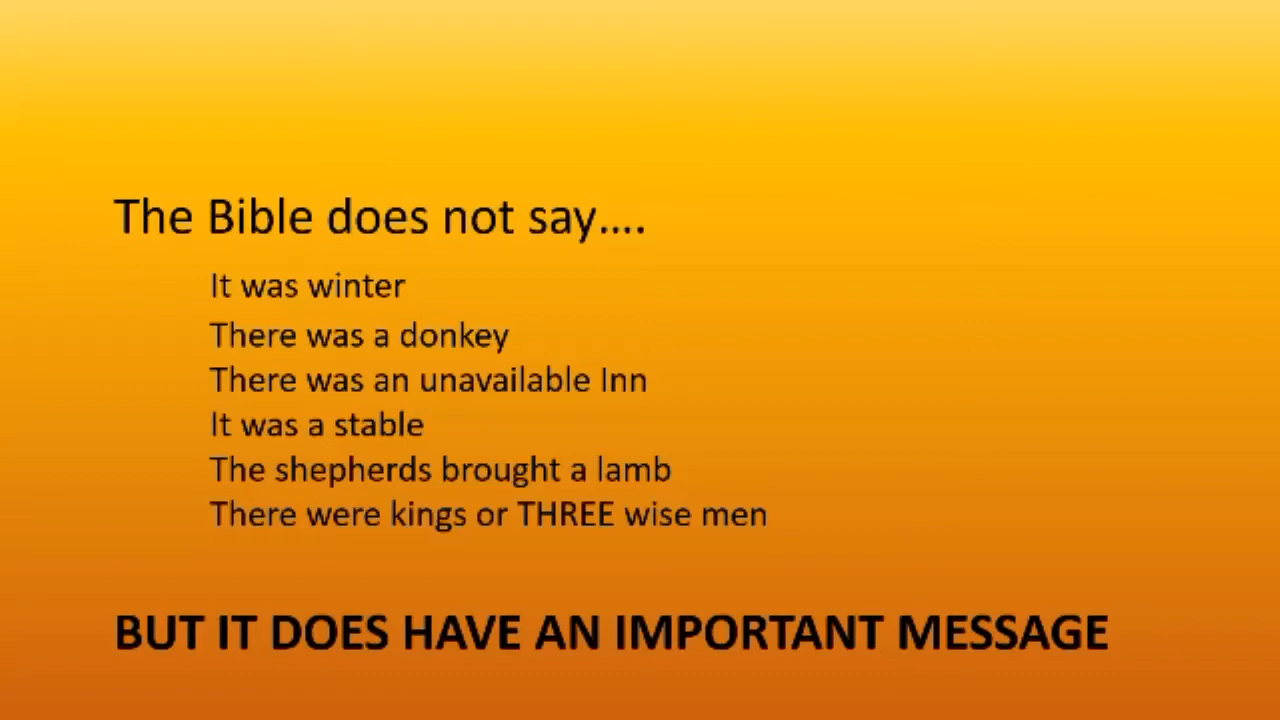 The Bible does not say....
It was winter
There was a donkey
There was an unavailable Inn
It was a stable
The shepherds brought a lamb
There were kings or THREE wise men
BUT IT DOES HAVE AN IMPORTANT MESSAGE